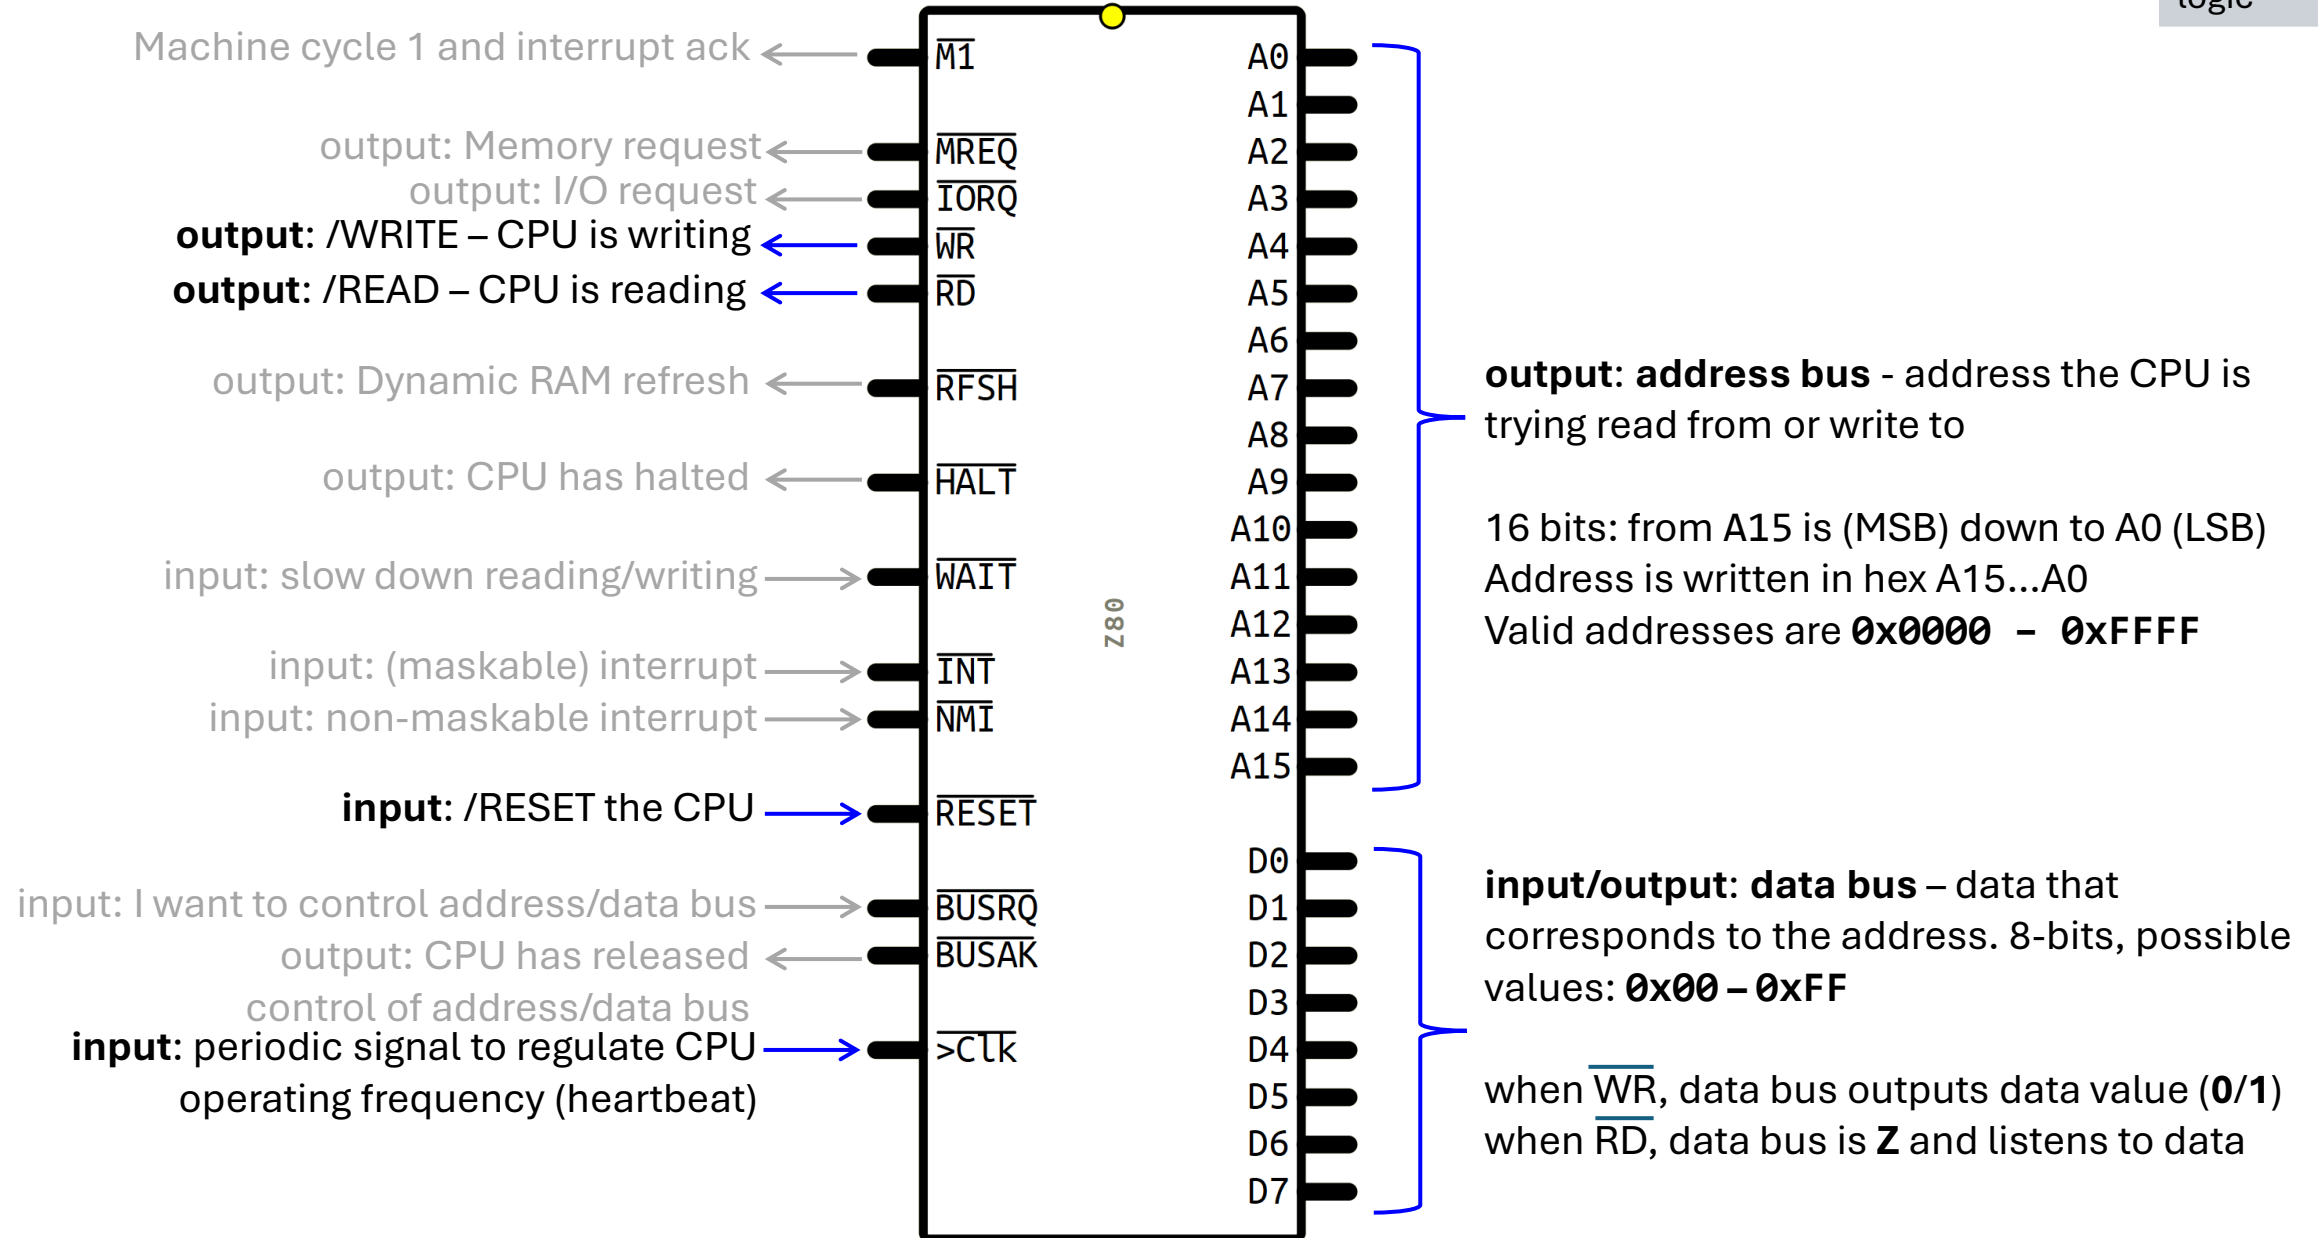 logic
Machine cycle 1 and interrupt ack
output: Memory request
output: I/O request
output: /WRITE – CPU is writing
output: /READ – CPU is reading
output: Dynamic RAM refresh
output: CPU has halted
input: slow down reading/writing
input: (maskable) interrupt
input: non-maskable interrupt
input: /RESET the CPU
input: I want to control address/data bus
output: CPU has released
control of address/data bus
input: periodic signal to regulate CPU
operating frequency (heartbeat)
M1
MREQ
IORQ
WR
RD
RFSH
HALT
WAIT
INT
NMI
RESET
BUSRQ
BUSAK
>Clk
Z80
A0
A1
A2
A3
A4
A5
A6
A7
A8
A9
A10
A11
A12
A13
A14
A15
D0
D1
D2
D3
D4
D5
D6
D7
output: address bus - address the CPU is
trying read from or write to
16 bits: from A15 is (MSB) down to A0 (LSB)
Address is written in hex A15...A0
Valid addresses are 0x0000 – 0xFFFF
input/output: data bus – data that
corresponds to the address. 8-bits, possible
values: 0x00 – 0xFF
when WR, data bus outputs data value (0/1)
when RD, data bus is Z and listens to data